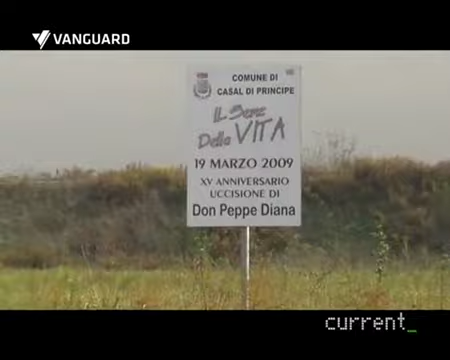 VANGUARD
COMUNE DI
CASAL DI PRINCIPE
IL Seme
Della VITA
19 MARZO 2009
XV ANNIVERSARIO
UCCISIONE DI
Don Peppe Diana
current_